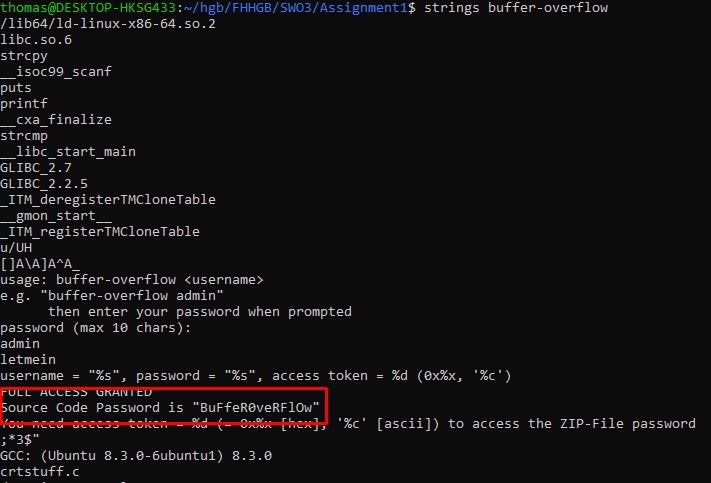 thomas@DESKTOP-HKSG433:~/hgb/FHHGB/SWO3/Assignment1$ strings buffer-overflow
/lib64/ld-linux-x86-64.so.2
libc.so.6
strcpy
__isoc99_scanf
puts
printf
__cxa_finalize
strcmp
__libc_start_main
GLIBC_2.7
GLIBC_2.2.5
_ITM_deregisterTMCloneTable
__gmon_start__
_ITM_registerTMCloneTable
u/UH
[]A\A]A^A_
usage: buffer-overflow <username>
e.g. "buffer-overflow admin"
then enter your password when prompted
password (max 10 chars):
admin
letmein
username = "%s", password = "%s", access token = %d (0x%x, '%c')
FULL ACCESS GRANTED
Source Code Password is "BuFfeR0veRFlOw"
You need access token = %d (= 0x%x [hex], '%c' [ascii]) to access the ZIP-File password
;*3$"
GCC: (Ubuntu 8.3.0-6ubuntu1) 8.3.0
crtstuff.c